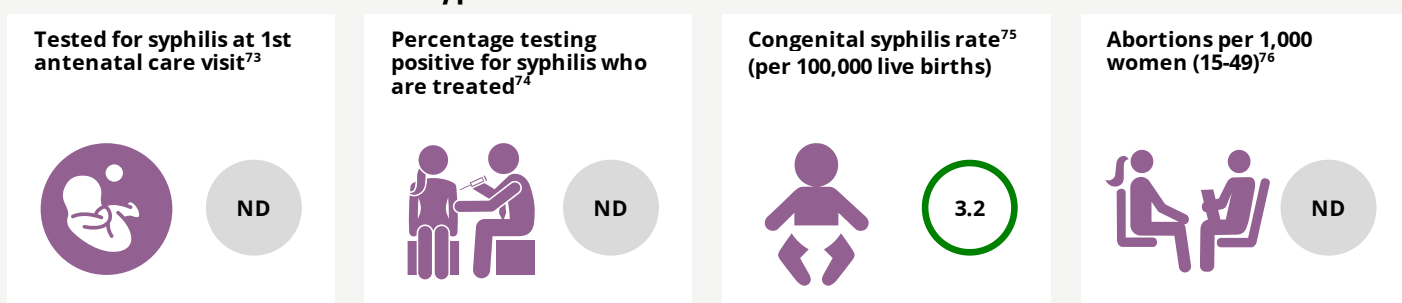 Tested for syphilis at 1st
antenatal care visit73
ND
Percentage testing
positive for syphilis who
are treated74
ND
Congenital syphilis rate75
(per 100,000 live births)
3.2
Abortions per 1,000
women (15-49)76
ND